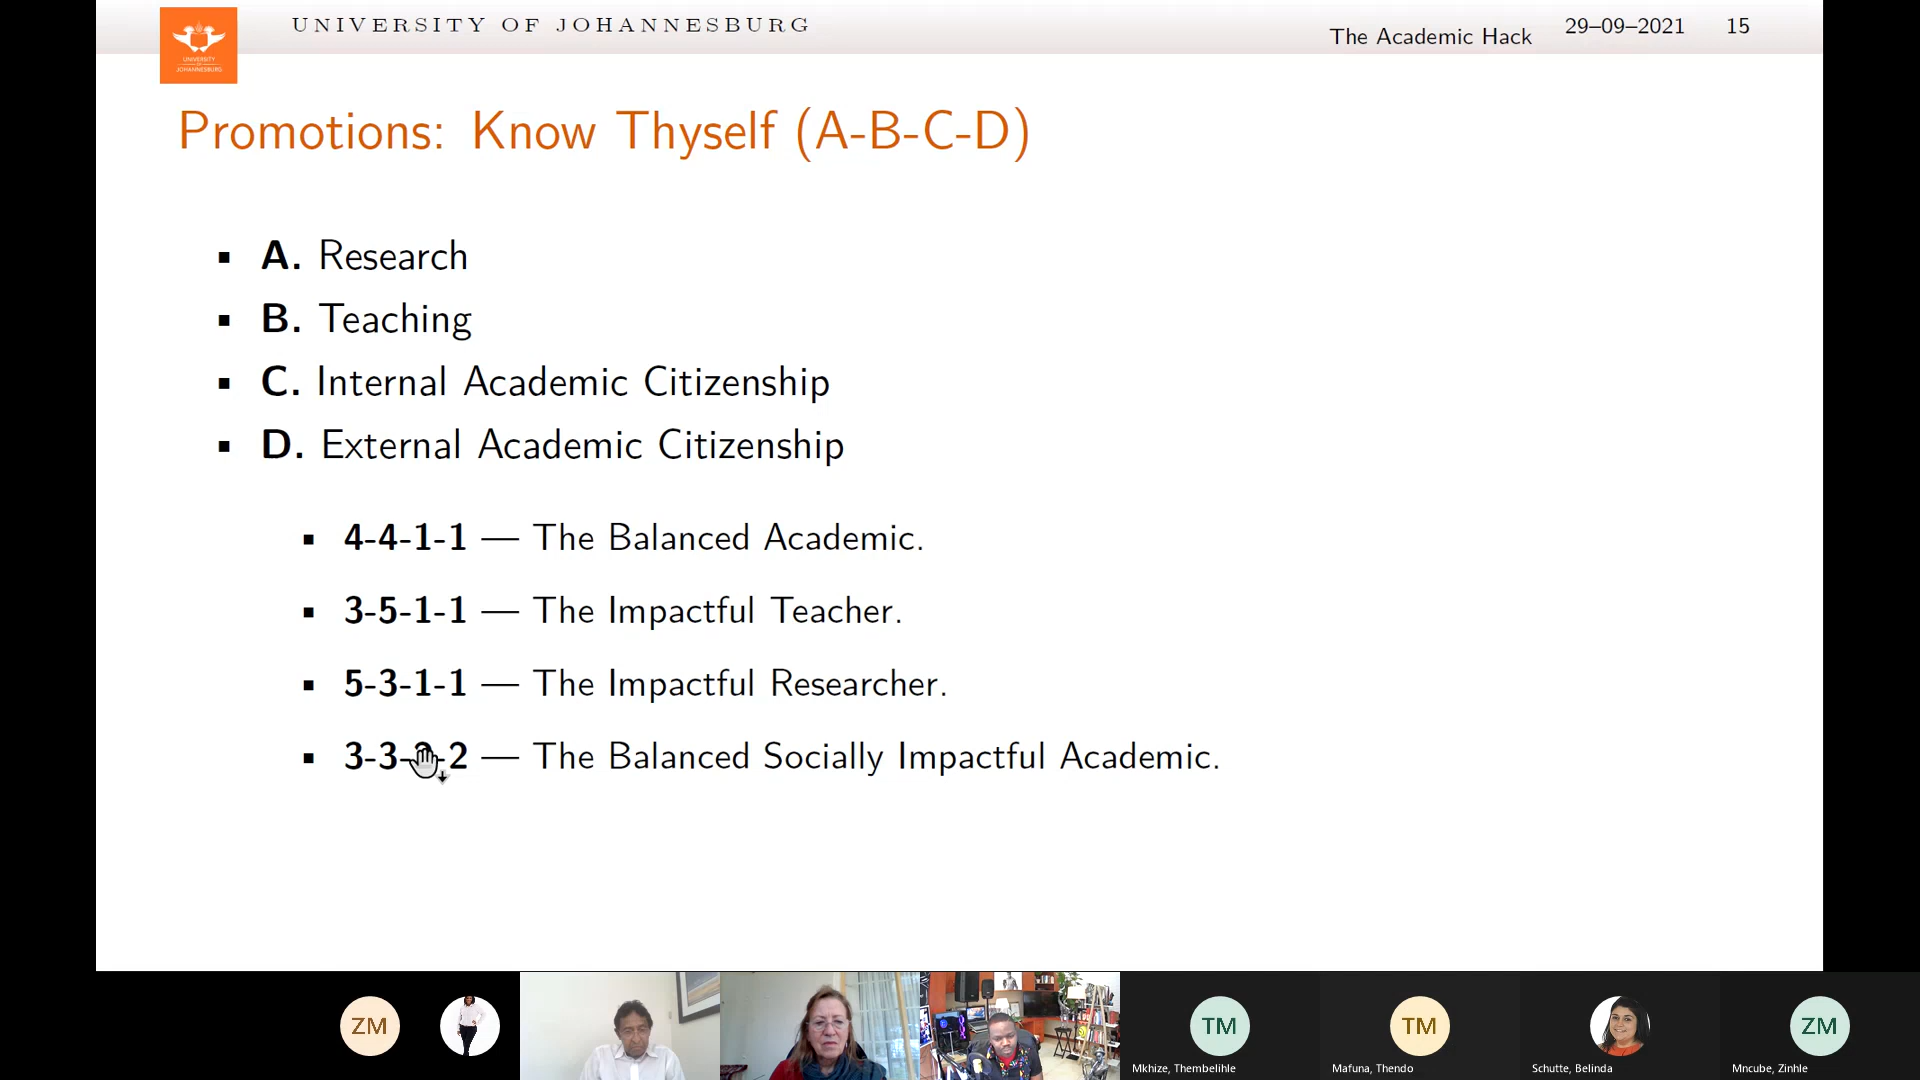 UNIVERSITY OF JOHANNESBURG
The Academic Hack 29–09–2021 15
UNIVERSITY
OF
JOHANNESBURG
Promotions: Know Thyself (A-B-C-D)
▪ A. Research
▪ B. Teaching
▪ C. Internal Academic Citizenship
▪ D. External Academic Citizenship
▪ 4-4-1-1 — The Balanced Academic.
▪ 3-5-1-1 — The Impactful Teacher.
▪ 5-3-1-1 — The Impactful Researcher.
▪ 3-3-2-2 — The Balanced Socially Impactful Academic.
ZM TM TM ZM
Mkhize, Thembelihle Mafuna, Thendo Schutte, Belinda Mncube, Zinhle